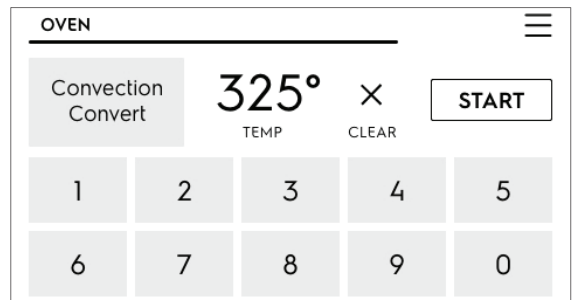 OVEN
Convection
Convert
325°
TEMP
×
CLEAR
START
1 2 3 4 5
6 7 8 9 0